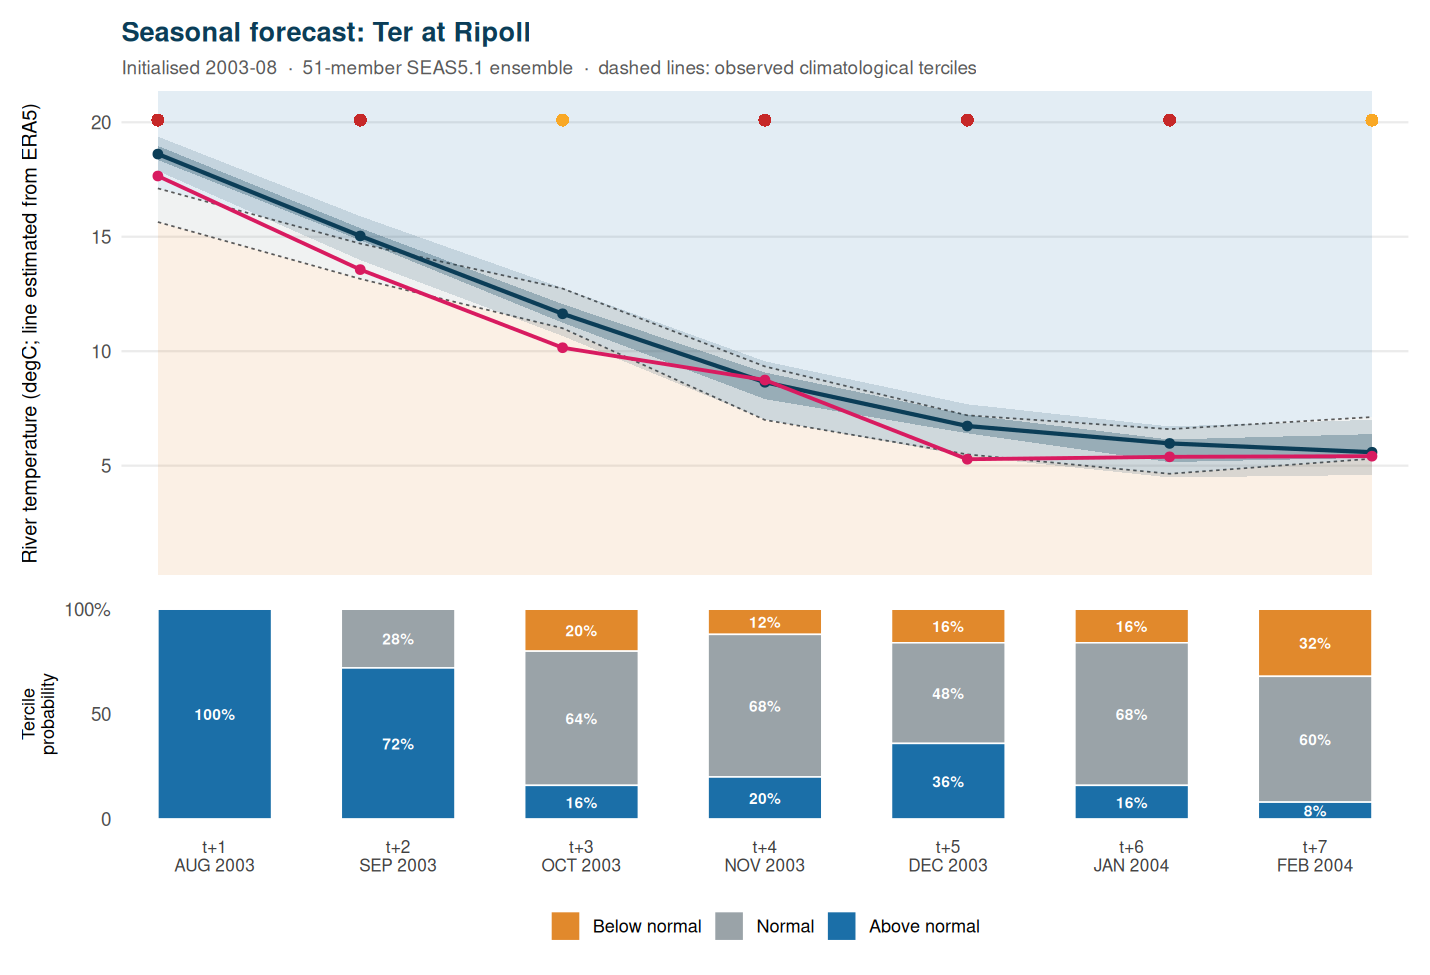 Seasonal forecast: Ter at Ripoll
Initialised 2003-08 · 51-member SEAS5.1 ensemble · dashed lines: observed climatological terciles
River temperature (degC; line estimated from ERA5)
20
15
10
5
Tercile
probability
100%
50
0
100%
28%
72%
20%
64%
16%
12%
68%
20%
16%
48%
36%
16%
68%
16%
32%
60%
8%
t+1
AUG 2003
t+2
SEP 2003
t+3
OCT 2003
t+4
NOV 2003
t+5
DEC 2003
t+6
JAN 2004
t+7
FEB 2004
Below normal Normal Above normal